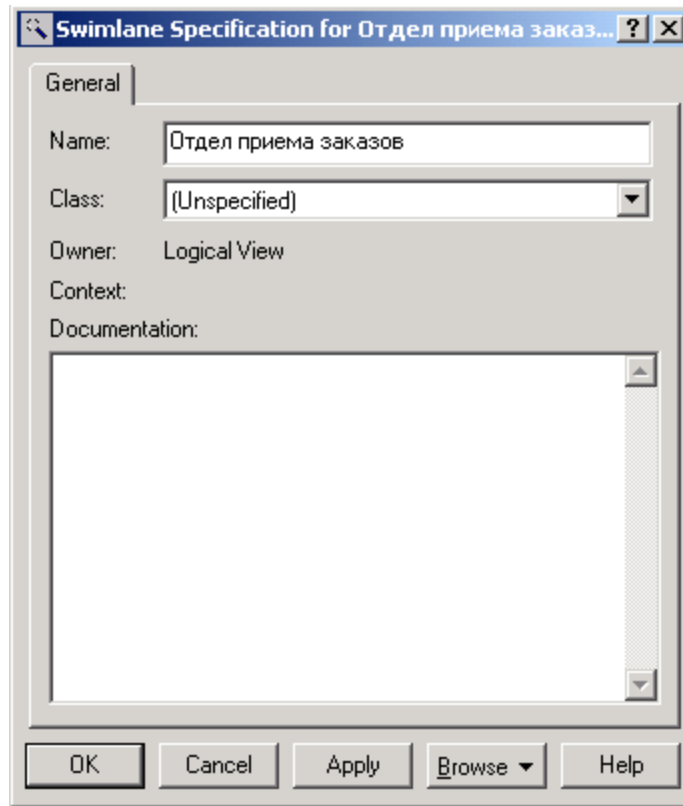 Swimlane Specification for Отдел приема заказ...
General
Name: Отдел приема заказов
Class: (Unspecified)
Owner: Logical View
Context:
Documentation:
OK Cancel Apply Browse Help